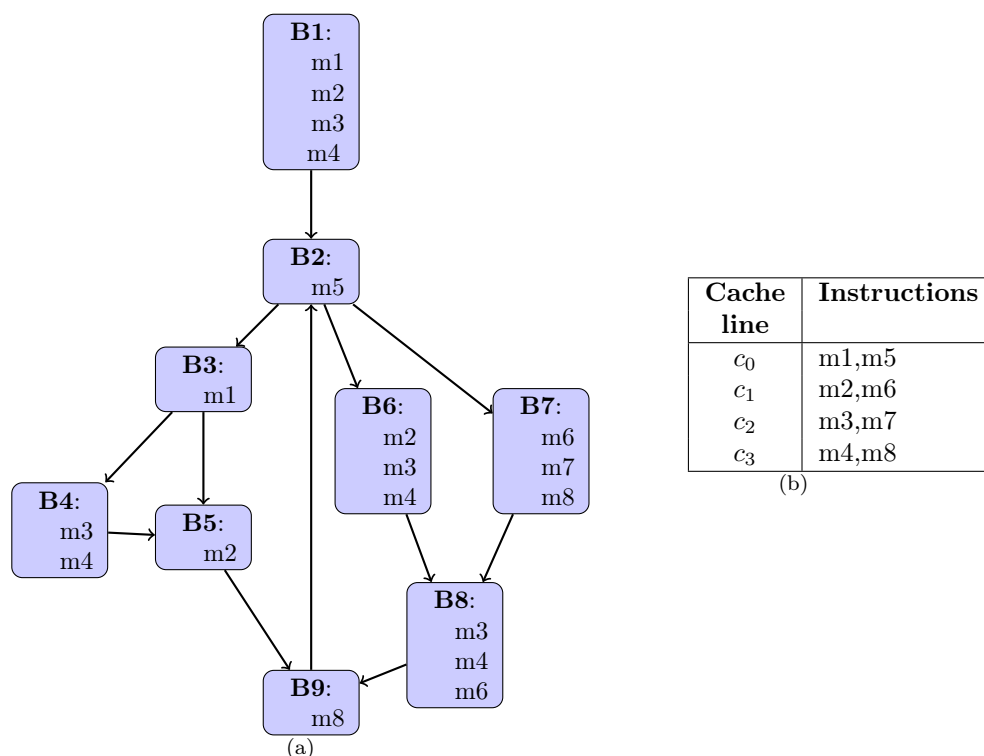 B1:
m1
m2
m3
m4
B2:
m5
B3:
m1
B6:
m2
m3
m4
B7:
m6
m7
m8
B4:
m3
m4
B5:
m2
B8:
m3
m4
m6
B9:
m8
(a)
Cache Instructions
line
c0 m1,m5
c1 m2,m6
c2 m3,m7
c3 m4,m8
(b)